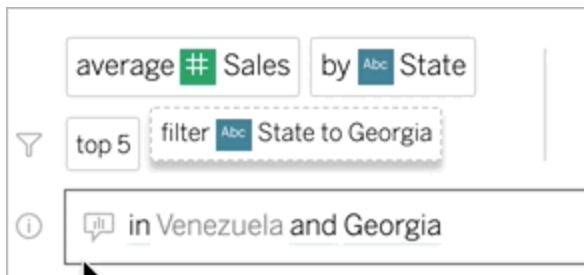 average # Sales by Abc State
top 5 filter Abc State to Georgia
in Venezuela and Georgia